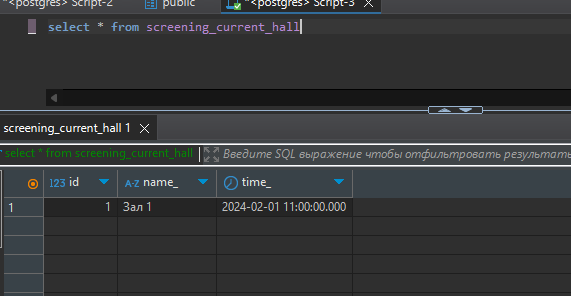 *<postgres> Script-2
public
*<postgres> Script-3
select * from screening_current_hall
screening_current_hall 1
select * from screening_current_hall
Введите SQL выражение чтобы отфильтровать результаты
123 id
A-Z name_
time_
1
1
Зал 1
2024-02-01 11:00:00.000